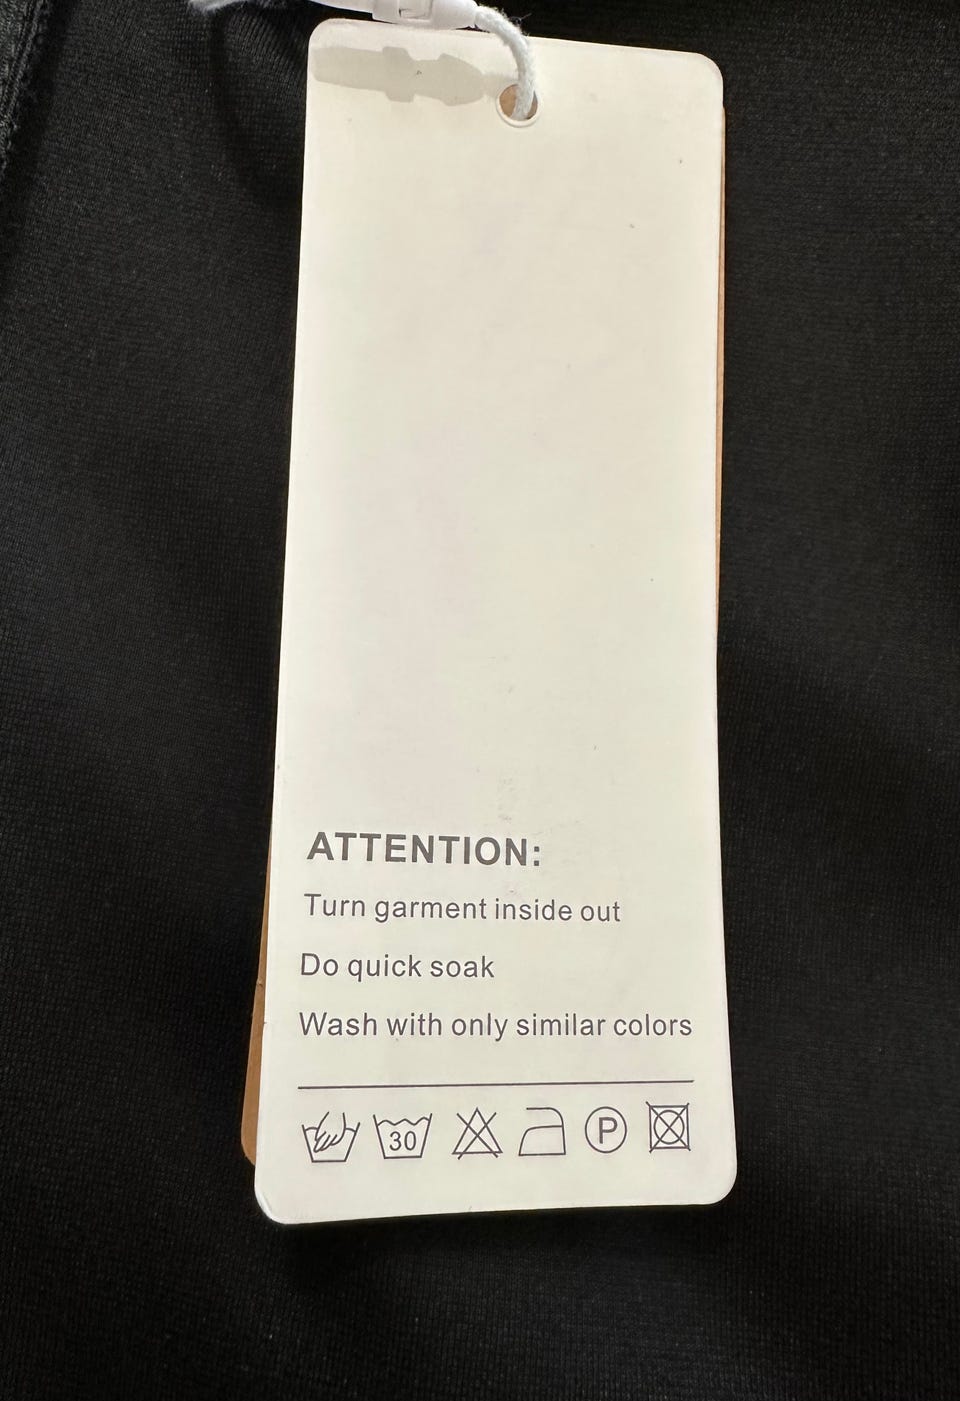 ATTENTION:
Turn garment inside out
Do quick soak
Wash with only similar colors
30 P